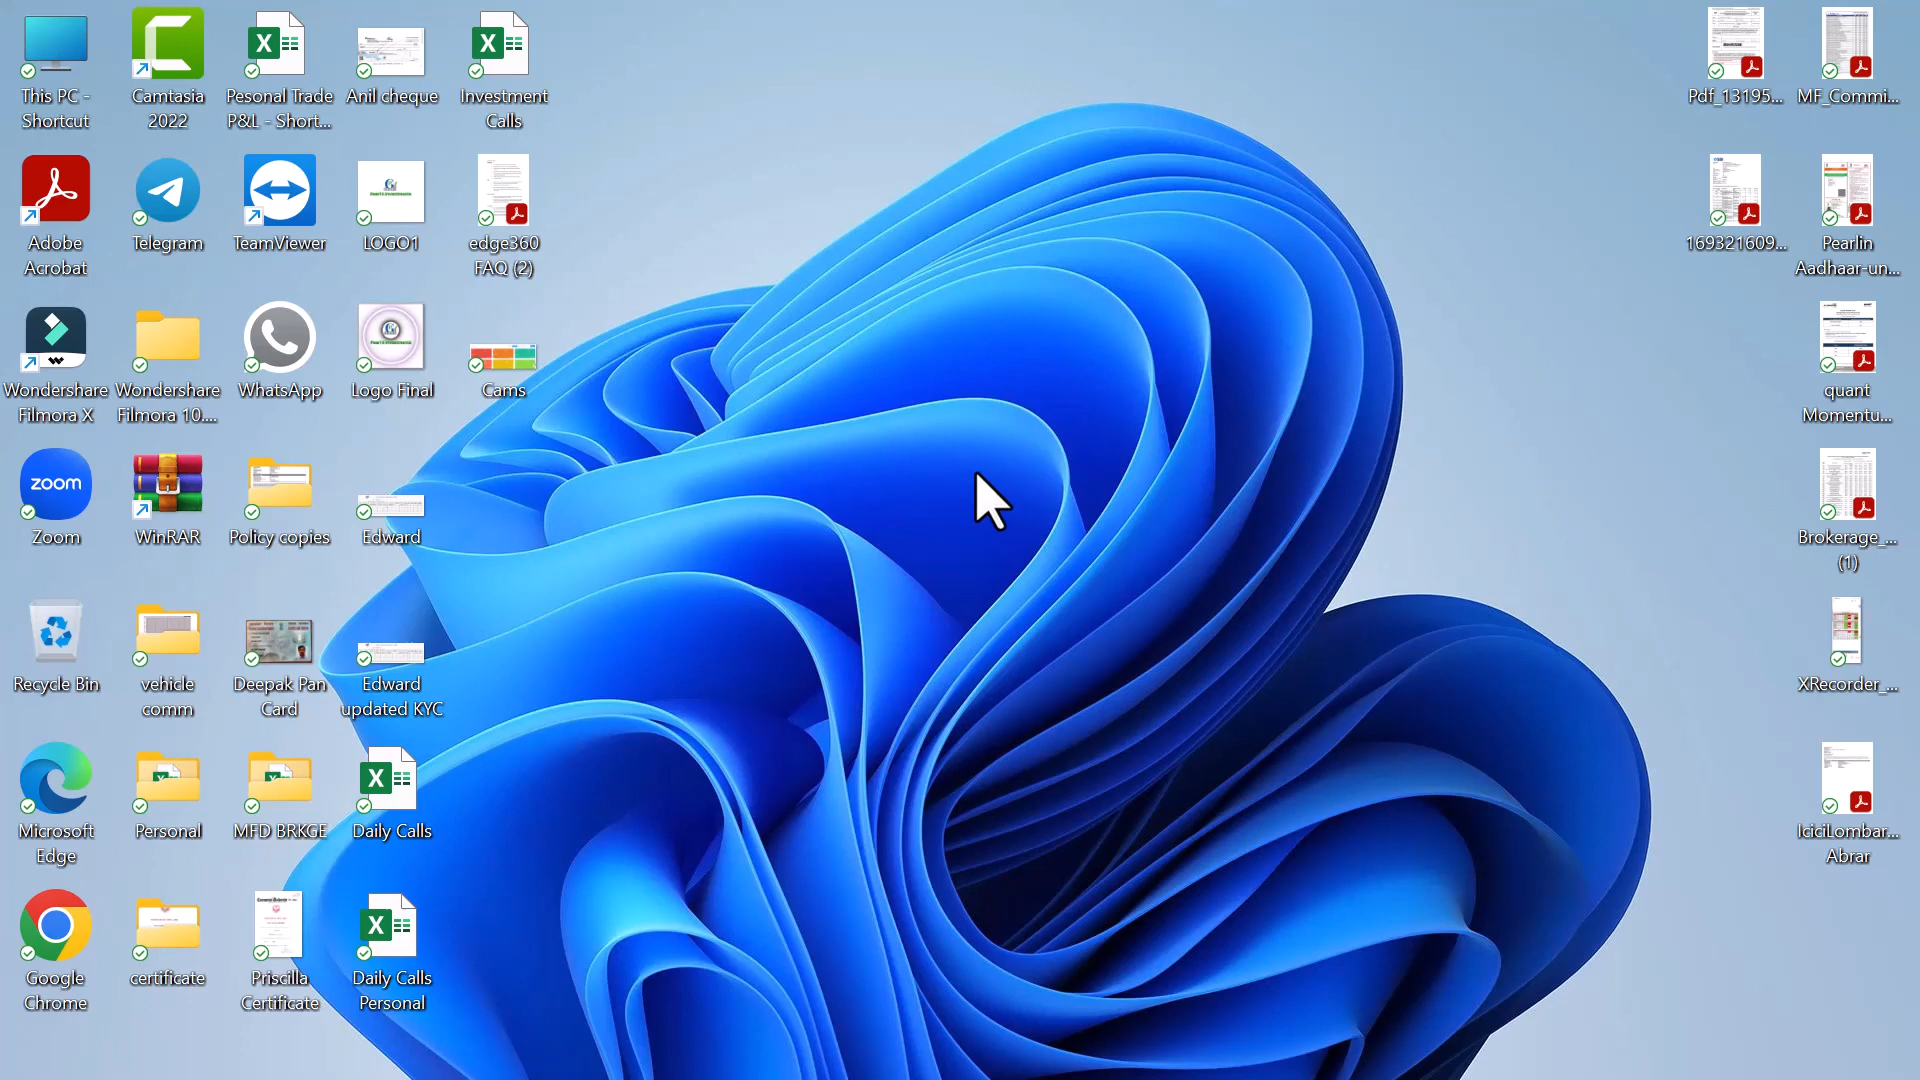 This PC -
Shortcut
Camtasia
2022
Pesonal Trade
P&L - Short...
Anil cheque
Investment
Calls
Adobe
Acrobat
Telegram
TeamViewer
LOGO1
edge360
FAQ (2)
Wondershare
Filmora X
Wondershare
Filmora 10....
WhatsApp
Logo Final
Cams
zoom
Zoom
WinRAR
Policy copies
Edward
Recycle Bin
vehicle
comm
Deepak Pan
Card
Edward
updated KYC
Microsoft
Edge
Personal
MFD BRKGE
Daily Calls
Google
Chrome
certificate
Priscilla
Certificate
Daily Calls
Personal
Pdf_13195...
MF_Commi...
169321609...
Pearlin
Aadhaar-un...
quant
Momentu...
Brokerage_...
(1)
XRecorder_...
IciciLombar...
Abrar